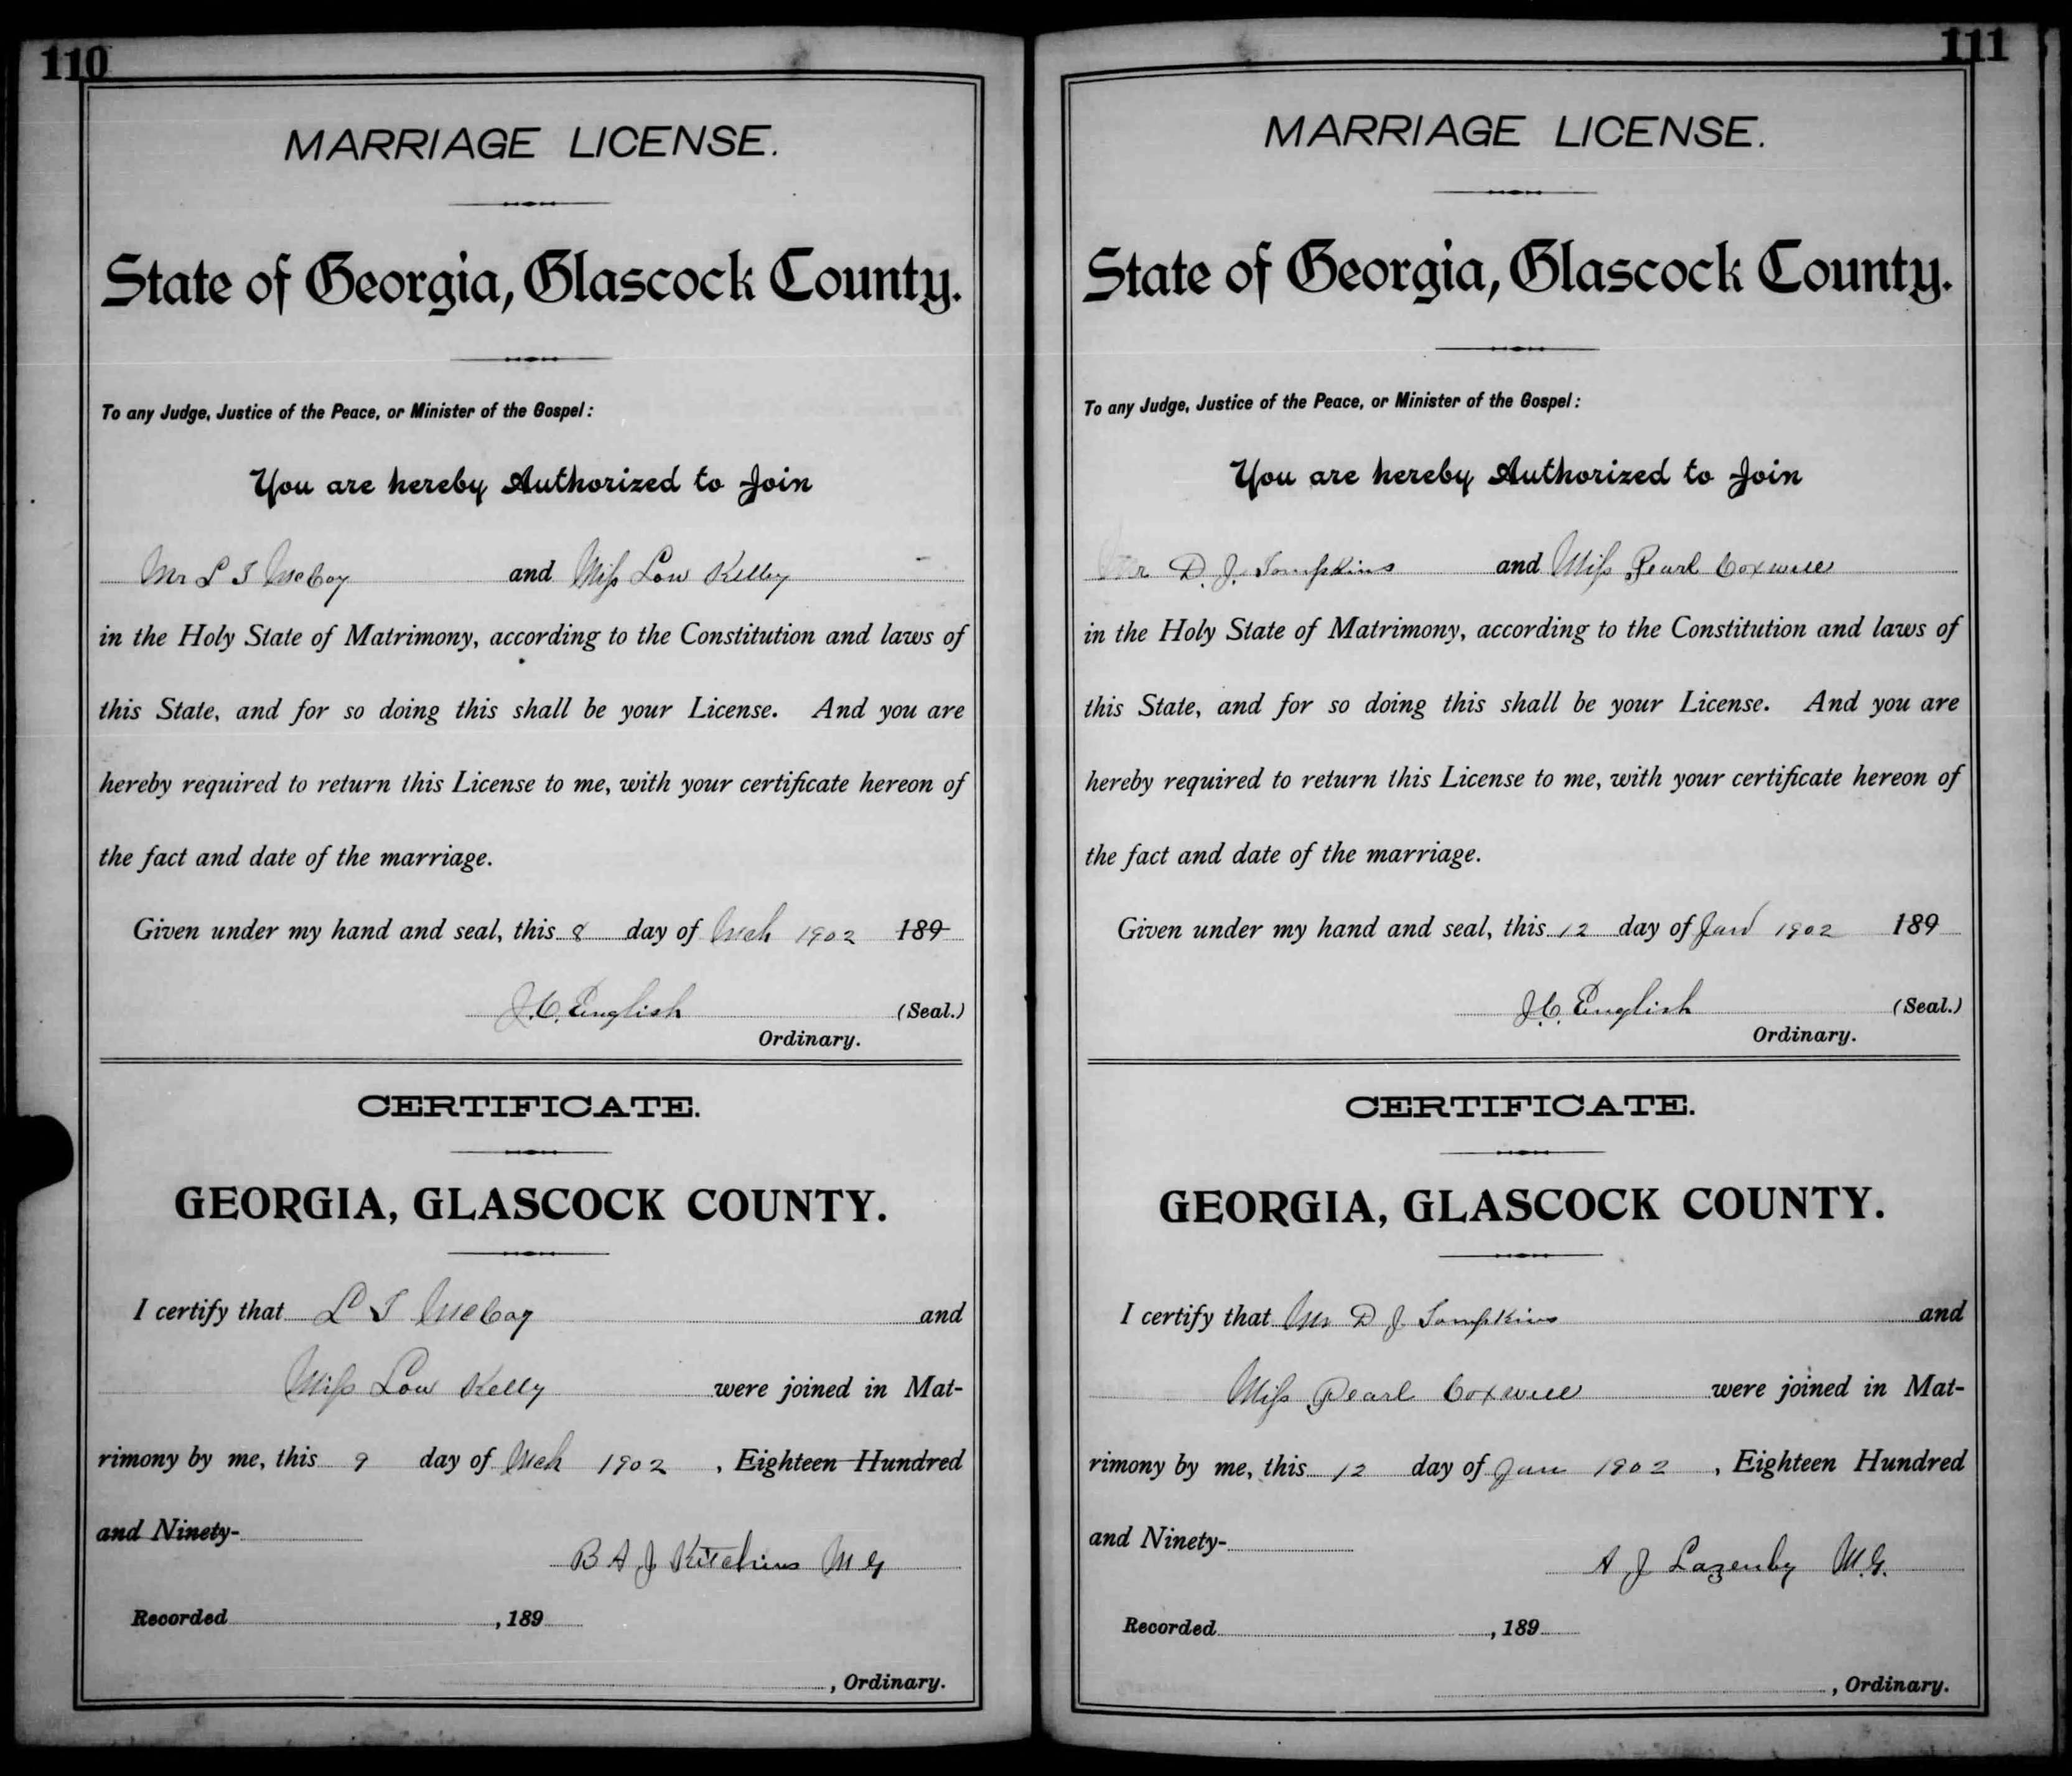 110
MARRIAGE LICENSE.
State of Georgia, Glascock County.
To any Judge, Justice of the Peace, or Minister of the Gospel:
You are hereby Authorized to Join
Mr L T McCoy and Miss Lou Kelley
in the Holy State of Matrimony, according to the Constitution and laws of
this State, and for so doing this shall be your License. And you are
hereby required to return this License to me, with your certificate hereon of
the fact and date of the marriage.
Given under my hand and seal, this 8 day of Mch 1902 189
J.C. English (Seal.)
Ordinary.
CERTIFICATE.
GEORGIA, GLASCOCK COUNTY.
I certify that L T McCoy and
Miss Lou Kelly were joined in Mat-
rimony by me, this 9 day of Mch 1902, Eighteen Hundred
and Ninety-
B A J Kitchins M G
Recorded , 189
, Ordinary.
111
MARRIAGE LICENSE.
State of Georgia, Glascock County.
To any Judge, Justice of the Peace, or Minister of the Gospel:
You are hereby Authorized to Join
Mr D. J. Tompkins and Miss Pearl Coxwell
in the Holy State of Matrimony, according to the Constitution and laws of
this State, and for so doing this shall be your License. And you are
hereby required to return this License to me, with your certificate hereon of
the fact and date of the marriage.
Given under my hand and seal, this 12 day of Jan 1902 189
J.C. English (Seal.)
Ordinary.
CERTIFICATE.
GEORGIA, GLASCOCK COUNTY.
I certify that Mr D J Tompkins and
Miss Pearl Coxwell were joined in Mat-
rimony by me, this 12 day of Jan 1902, Eighteen Hundred
and Ninety-
A J Lazenby M.G.
Recorded , 189
, Ordinary.